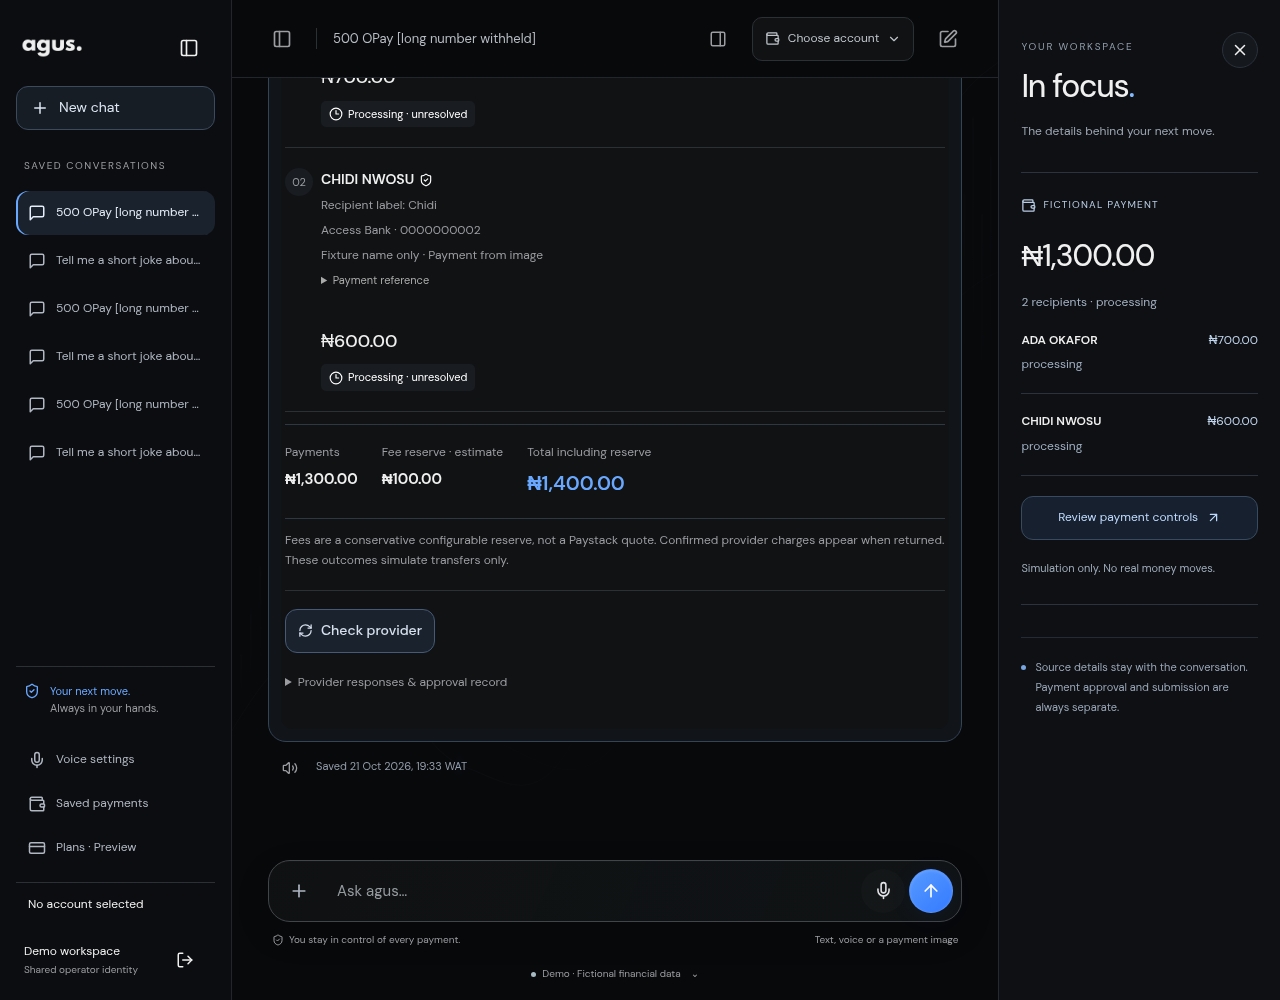 agus.
New chat
SAVED CONVERSATIONS
500 OPay [long number ...
Tell me a short joke abou...
500 OPay [long number ...
Tell me a short joke abou...
500 OPay [long number ...
Tell me a short joke abou...
Your next move.
Always in your hands.
Voice settings
Saved payments
Plans · Preview
No account selected
Demo workspace
Shared operator identity
500 OPay [long number withheld]
Choose account
₦700.00
Processing · unresolved
02
CHIDI NWOSU
Recipient label: Chidi
Access Bank · 0000000002
Fixture name only · Payment from image
Payment reference
₦600.00
Processing · unresolved
Payments
Fee reserve · estimate
Total including reserve
₦1,300.00
₦100.00
₦1,400.00
Fees are a conservative configurable reserve, not a Paystack quote. Confirmed provider charges appear when returned.
These outcomes simulate transfers only.
Check provider
Provider responses & approval record
Saved 21 Oct 2026, 19:33 WAT
Ask agus...
You stay in control of every payment.
Text, voice or a payment image
Demo · Fictional financial data
YOUR WORKSPACE
In focus.
The details behind your next move.
FICTIONAL PAYMENT
₦1,300.00
2 recipients · processing
ADA OKAFOR
₦700.00
processing
CHIDI NWOSU
₦600.00
processing
Review payment controls
Simulation only. No real money moves.
Source details stay with the conversation.
Payment approval and submission are
always separate.